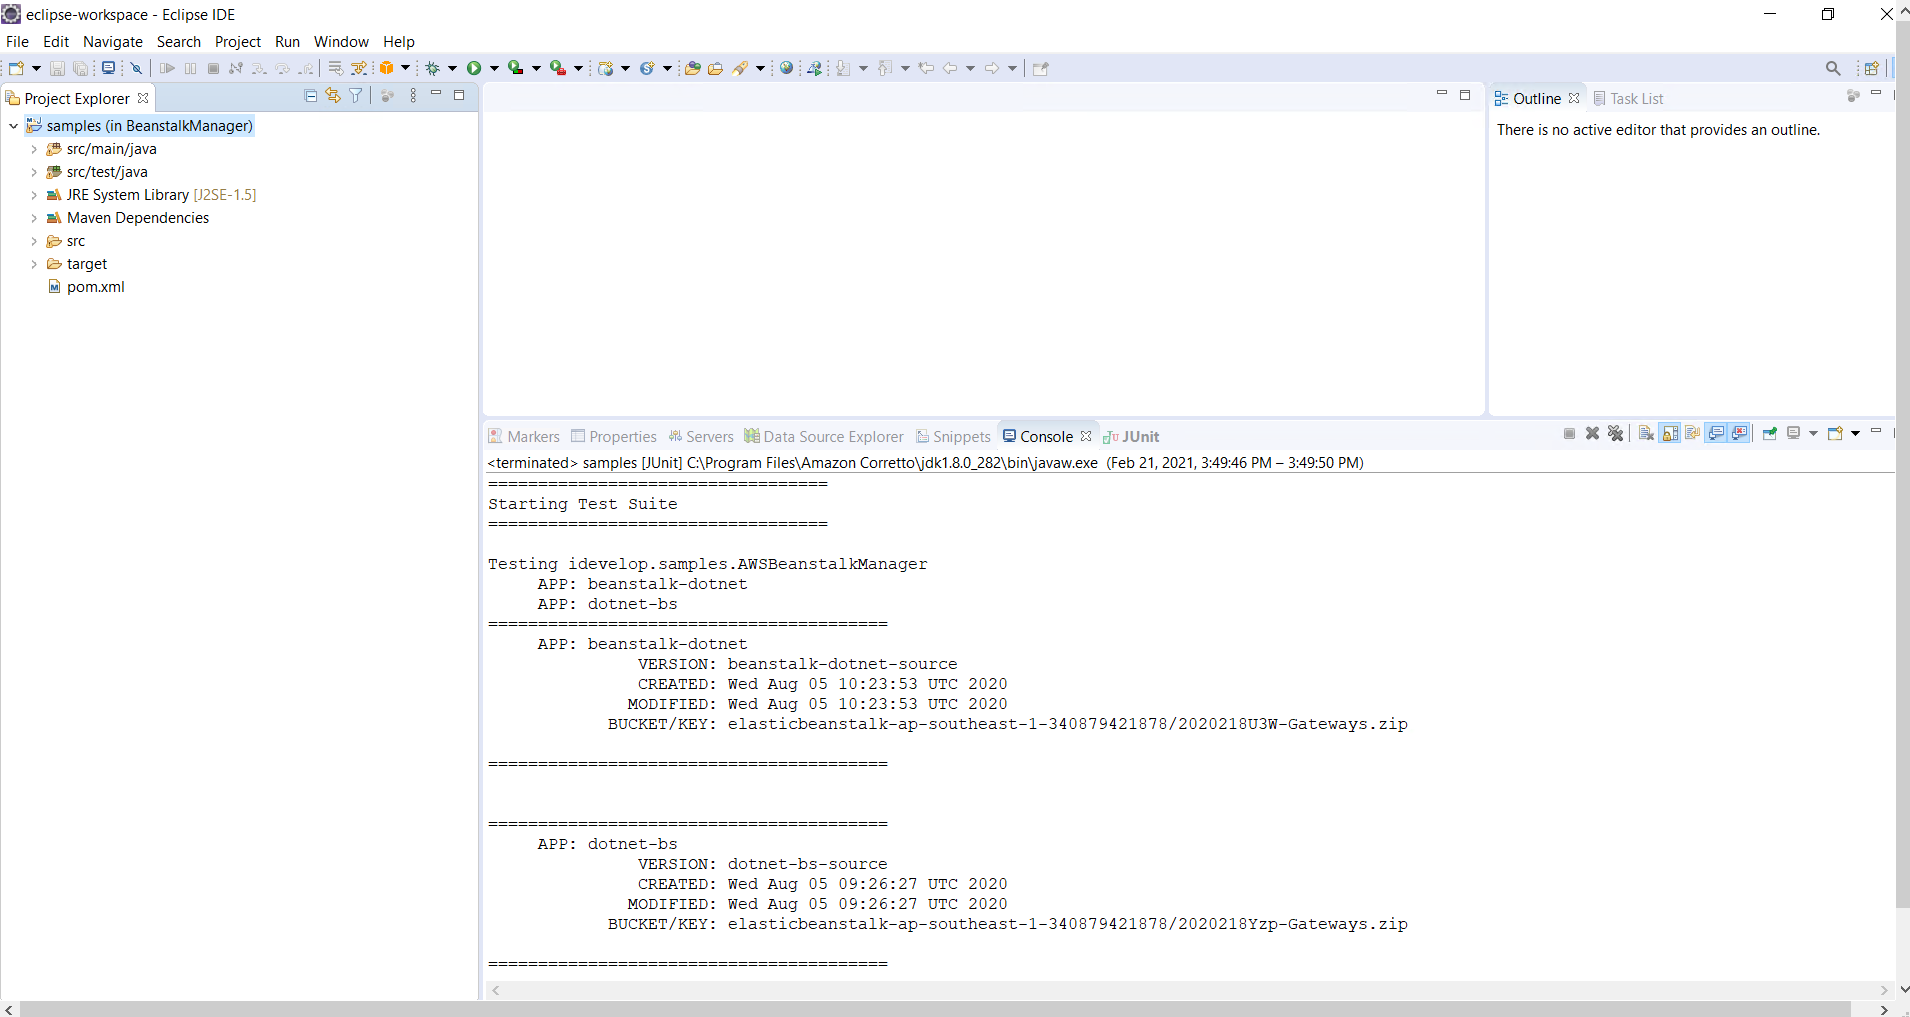 eclipse-workspace - Eclipse IDE
File Edit Navigate Search Project Run Window Help
Project Explorer
samples (in BeanstalkManager)
src/main/java
src/test/java
JRE System Library [J2SE-1.5]
Maven Dependencies
src
target
pom.xml
Outline Task List
There is no active editor that provides an outline.
Markers Properties Servers Data Source Explorer Snippets Console JUnit
<terminated> samples [JUnit] C:\Program Files\Amazon Corretto\jdk1.8.0_282\bin\javaw.exe (Feb 21, 2021, 3:49:46 PM – 3:49:50 PM)
==================================
Starting Test Suite
==================================
Testing idevelop.samples.AWSBeanstalkManager
APP: beanstalk-dotnet
APP: dotnet-bs
========================================
APP: beanstalk-dotnet
VERSION: beanstalk-dotnet-source
CREATED: Wed Aug 05 10:23:53 UTC 2020
MODIFIED: Wed Aug 05 10:23:53 UTC 2020
BUCKET/KEY: elasticbeanstalk-ap-southeast-1-340879421878/2020218U3W-Gateways.zip
========================================
========================================
APP: dotnet-bs
VERSION: dotnet-bs-source
CREATED: Wed Aug 05 09:26:27 UTC 2020
MODIFIED: Wed Aug 05 09:26:27 UTC 2020
BUCKET/KEY: elasticbeanstalk-ap-southeast-1-340879421878/2020218Yzp-Gateways.zip
========================================